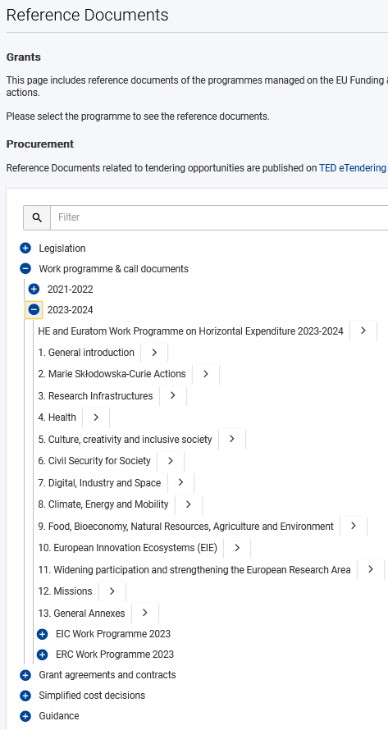 Reference Documents
Grants
This page includes reference documents of the programmes managed on the EU Funding &
actions.
Please select the programme to see the reference documents.
Procurement
Reference Documents related to tendering opportunities are published on TED eTendering
Filter
Legislation
Work programme & call documents
2021-2022
2023-2024
HE and Euratom Work Programme on Horizontal Expenditure 2023-2024
1. General introduction
2. Marie Skłodowska-Curie Actions
3. Research Infrastructures
4. Health
5. Culture, creativity and inclusive society
6. Civil Security for Society
7. Digital, Industry and Space
8. Climate, Energy and Mobility
9. Food, Bioeconomy, Natural Resources, Agriculture and Environment
10. European Innovation Ecosystems (EIE)
11. Widening participation and strengthening the European Research Area
12. Missions
13. General Annexes
EIC Work Programme 2023
ERC Work Programme 2023
Grant agreements and contracts
Simplified cost decisions
Guidance